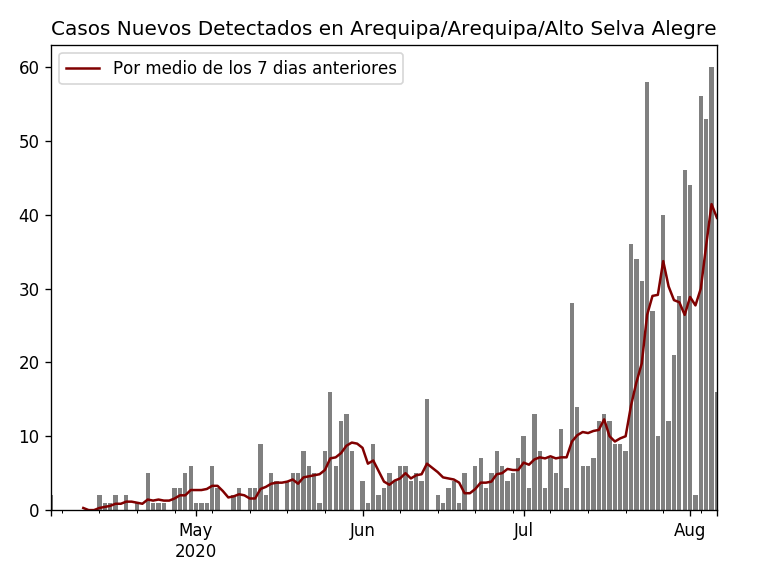 Casos Nuevos Detectados en Arequipa/Arequipa/Alto Selva Alegre
Por medio de los 7 dias anteriores
60
50
40
30
20
10
0
May
2020
Jun
Jul
Aug